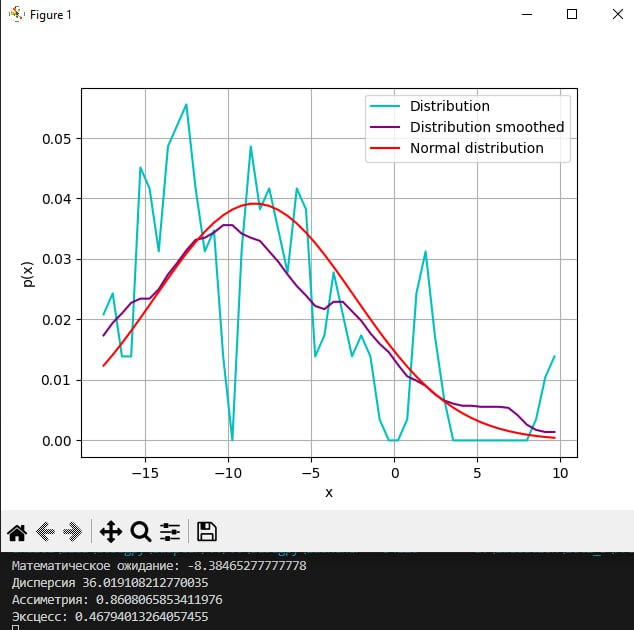 Figure 1
Distribution
Distribution smoothed
Normal distribution
p(x)
0.05
0.04
0.03
0.02
0.01
0.00
−15 −10 −5 0 5 10
x
Математическое ожидание: -8.38465277777778
Дисперсия 36.019108212770035
Ассиметрия: 0.8608065853411976
Эксцесс: 0.46794013264057455